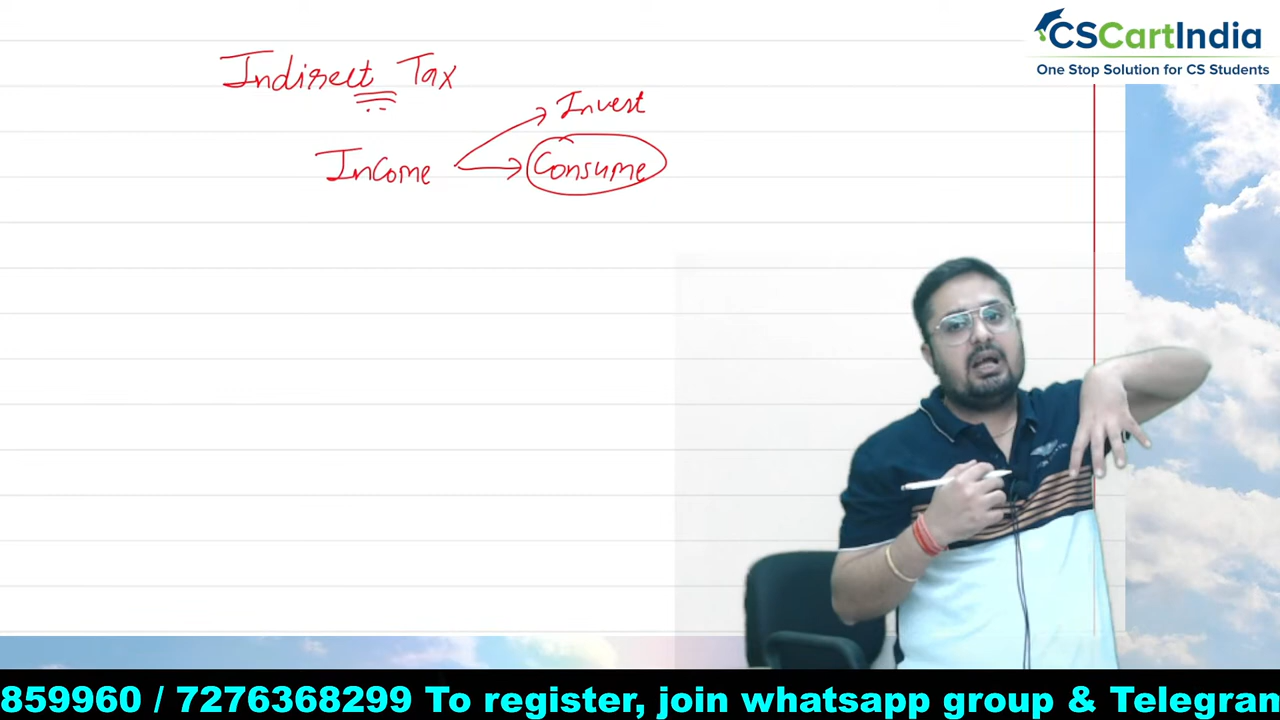 CSCartIndia
One Stop Solution for CS Students
Indirect Tax
Invest
Income
Consume
859960 / 7276368299 To register, join whatsapp group & Telegran